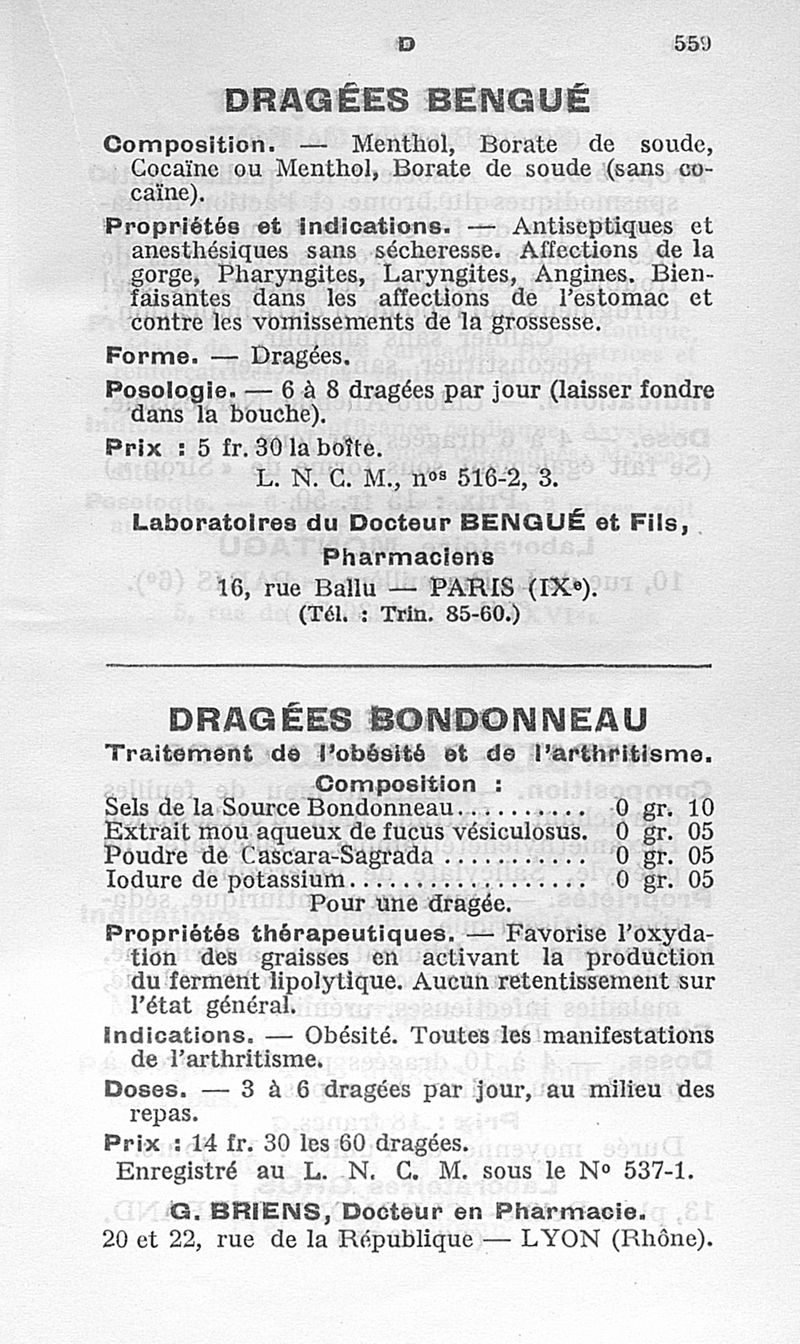 D 559
DRAGÉES BENGUÉ
Composition. — Menthol, Borate de soude,
Cocaïne ou Menthol, Borate de soude (sans co-
caïne).
Propriétés et indications. — Antiseptiques et
anesthésiques sans sécheresse. Affections de la
gorge, Pharyngites, Laryngites, Angines. Bien-
faisantes dans les affections de l'estomac et
contre les vomissements de la grossesse.
Forme. — Dragées.
Posologie. — 6 à 8 dragées par jour (laisser fondre
dans la bouche).
Prix : 5 fr. 30 la boîte.
L. N. C. M., nos 516-2, 3.
Laboratoires du Docteur BENGUÉ et Fils,
Pharmaciens
16, rue Ballu — PARIS (IXe).
(Tél. : Trin. 85-60.)
DRAGÉES BONDONNEAU
Traitement de l'obésité et de l'arthritisme.
Composition :
Sels de la Source Bondonneau........... 0 gr. 10
Extrait mou aqueux de fucus vésiculosus. 0 gr. 05
Poudre de Cascara-Sagrada ........... 0 gr. 05
Iodure de potassium.................. 0 gr. 05
Pour une dragée.
Propriétés thérapeutiques. — Favorise l'oxyda-
tion des graisses en activant la production
du ferment lipolytique. Aucun retentissement sur
l'état général.
Indications. — Obésité. Toutes les manifestations
de l'arthritisme.
Doses. — 3 à 6 dragées par jour, au milieu des
repas.
Prix : 14 fr. 30 les 60 dragées.
Enregistré au L. N. C. M. sous le No 537-1.
G. BRIENS, Docteur en Pharmacie.
20 et 22, rue de la République — LYON (Rhône).